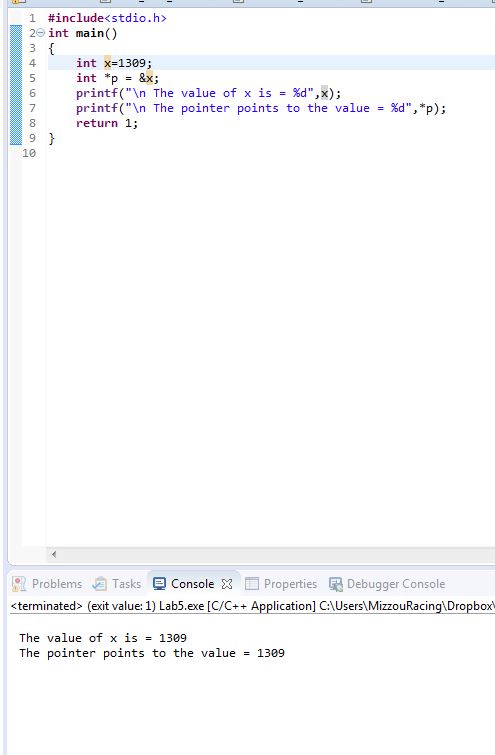 1 #include<stdio.h>
2 int main()
3 {
4 int x=1309;
5 int *p = &x;
6 printf("\n The value of x is = %d",x);
7 printf("\n The pointer points to the value = %d",*p);
8 return 1;
9 }
10
Problems Tasks Console Properties Debugger Console
<terminated> (exit value: 1) Lab5.exe [C/C++ Application] C:\Users\MizzouRacing\Dropbox\
The value of x is = 1309
The pointer points to the value = 1309